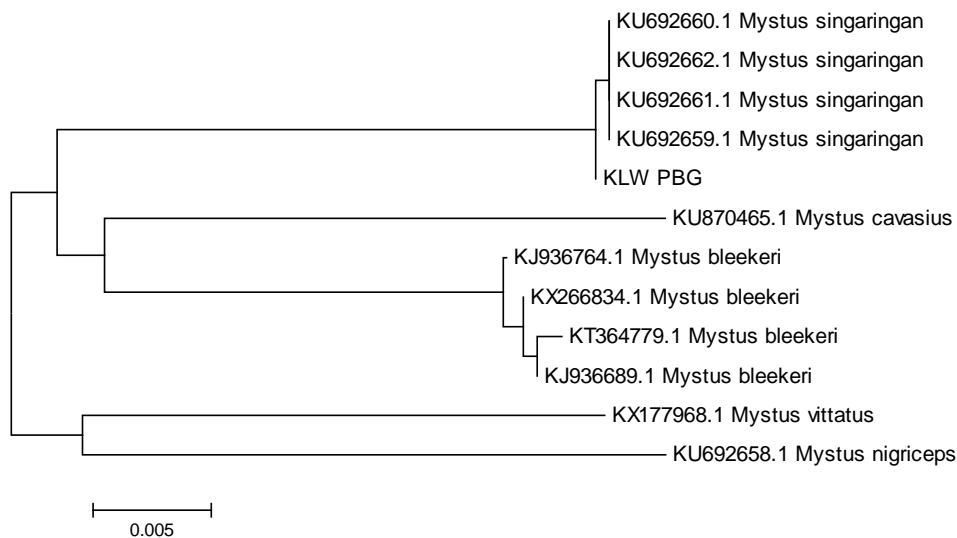 KU692660.1 Mystus singaringan
KU692662.1 Mystus singaringan
KU692661.1 Mystus singaringan
KU692659.1 Mystus singaringan
KLW PBG
KU870465.1 Mystus cavasius
KJ936764.1 Mystus bleekeri
KX266834.1 Mystus bleekeri
KT364779.1 Mystus bleekeri
KJ936689.1 Mystus bleekeri
KX177968.1 Mystus vittatus
KU692658.1 Mystus nigriceps
0.005